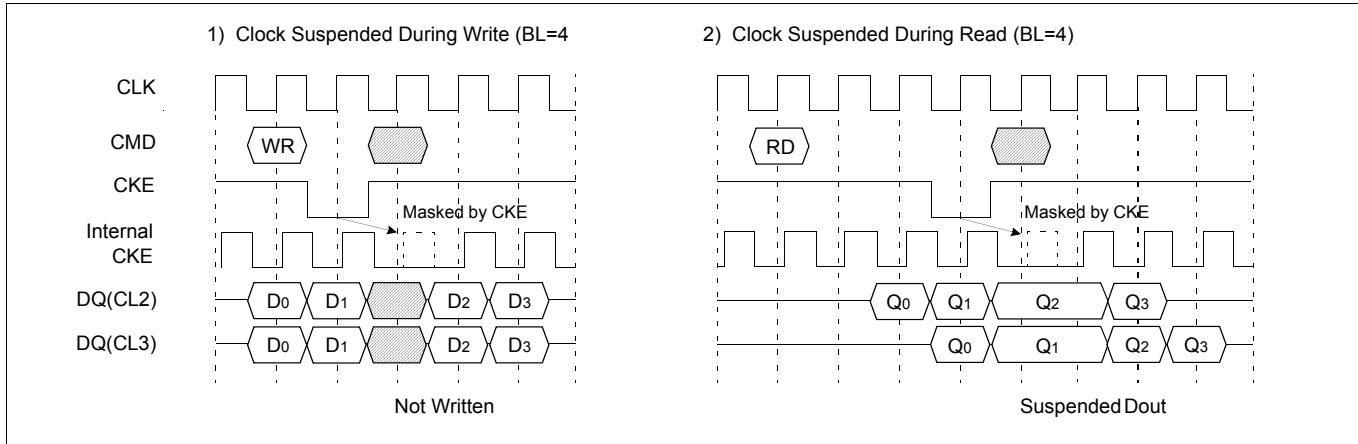 1) Clock Suspended During Write (BL=4
2) Clock Suspended During Read (BL=4)
CLK
CMD
WR
RD
CKE
Masked by CKE
Masked by CKE
Internal
CKE
DQ(CL2)
D0 D1 D2 D3
Q0 Q1 Q2 Q3
DQ(CL3)
D0 D1 D2 D3
Q0 Q1 Q2 Q3
Not Written
Suspended Dout